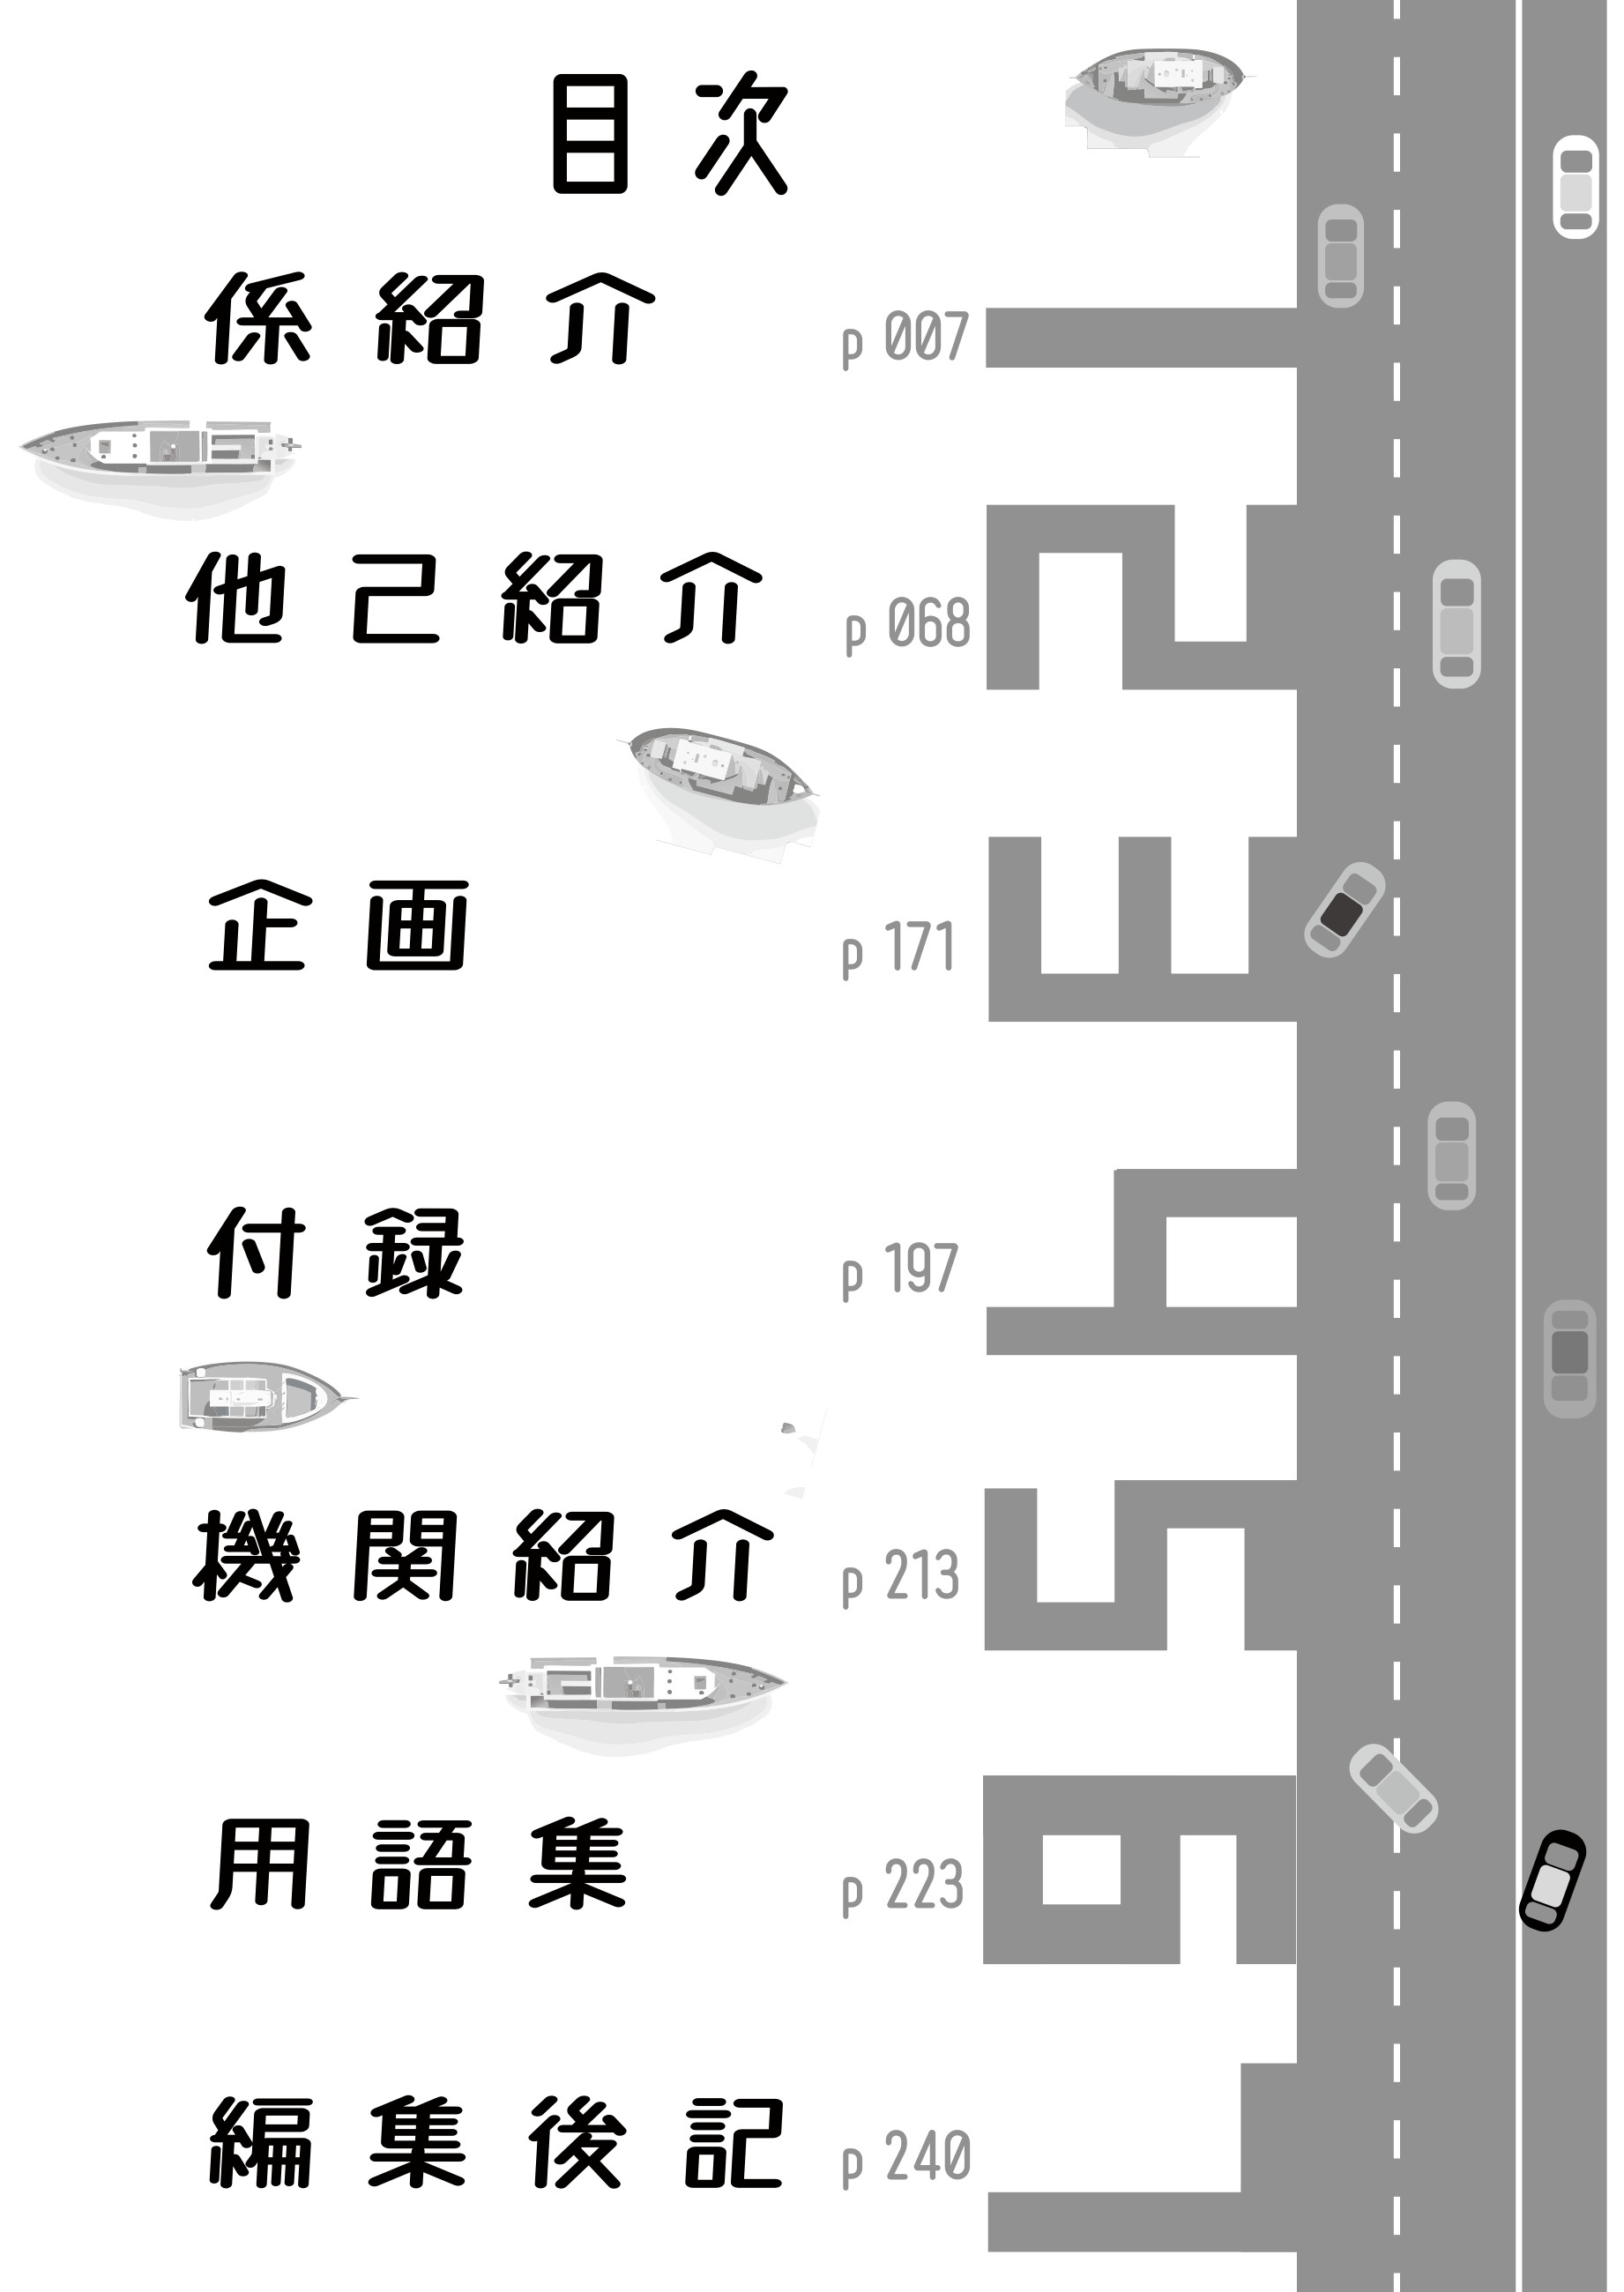 目次
係紹介 p 007
他己紹介 p 068
企画 p 171
付録 p 197
機関紹介 p 213
用語集 p 223
編集後記 p 240